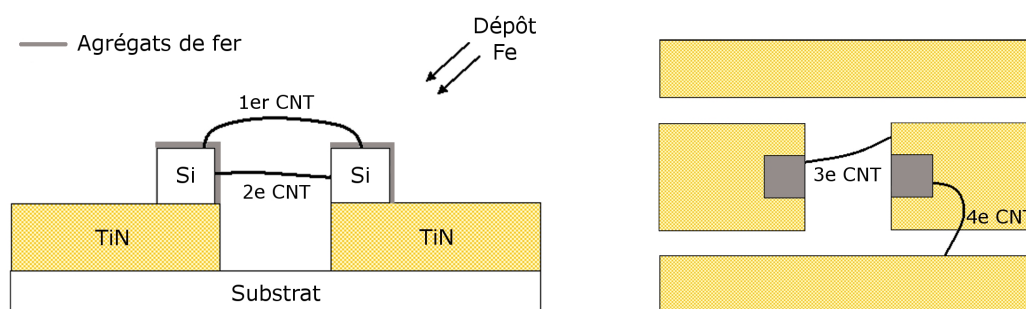 Agrégats de fer
Dépôt
Fe
1er CNT
Si
Si
2e CNT
TiN
TiN
Substrat
3e CNT
4e CNT